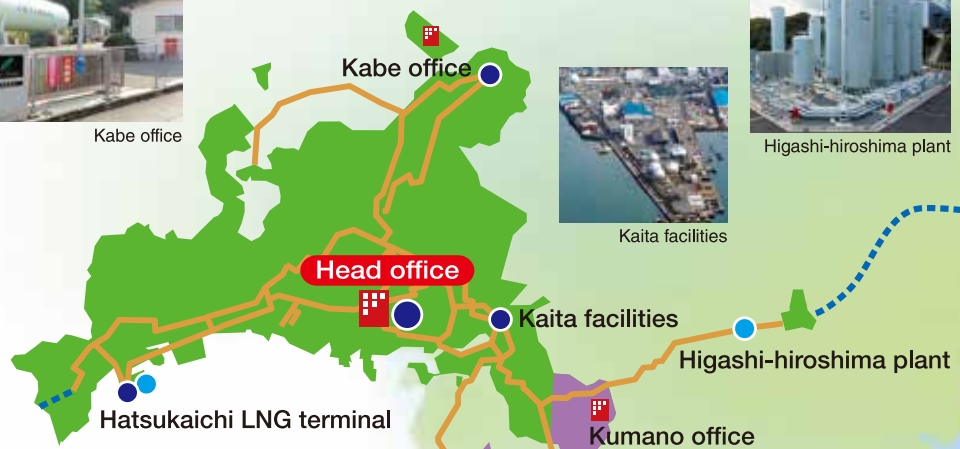 Kabe office
Kabe office
Higashi-hiroshima plant
Kaita facilities
Head office
Kaita facilities
Higashi-hiroshima plant
Hatsukaichi LNG terminal
Kumano office